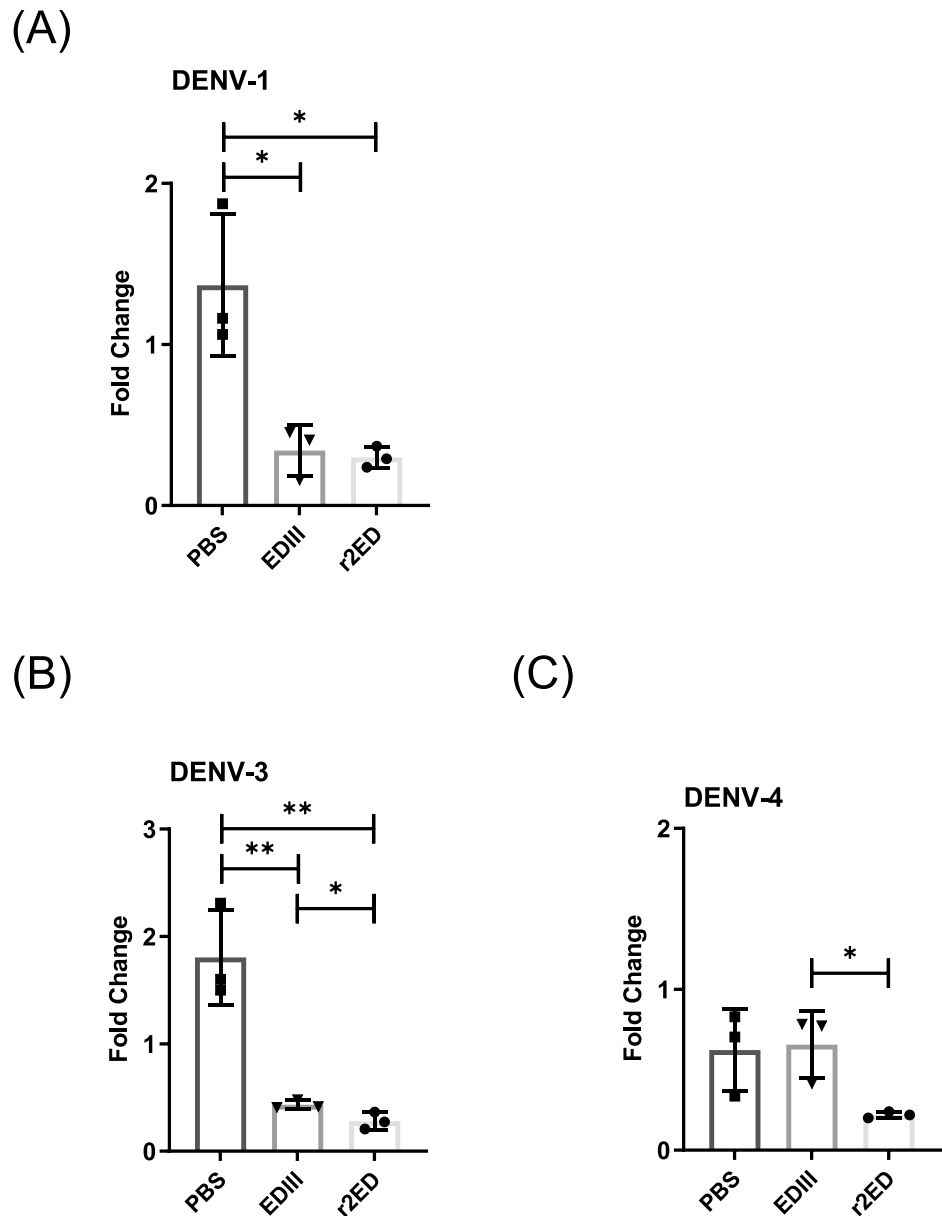 (A)
DENV-1
*
*
2
1
0
Fold Change
PBS
EDIII
r2ED
(B)
DENV-3
**
**
*
3
2
1
0
Fold Change
PBS
EDIII
r2ED
(C)
DENV-4
*
2
1
0
Fold Change
PBS
EDIII
r2ED